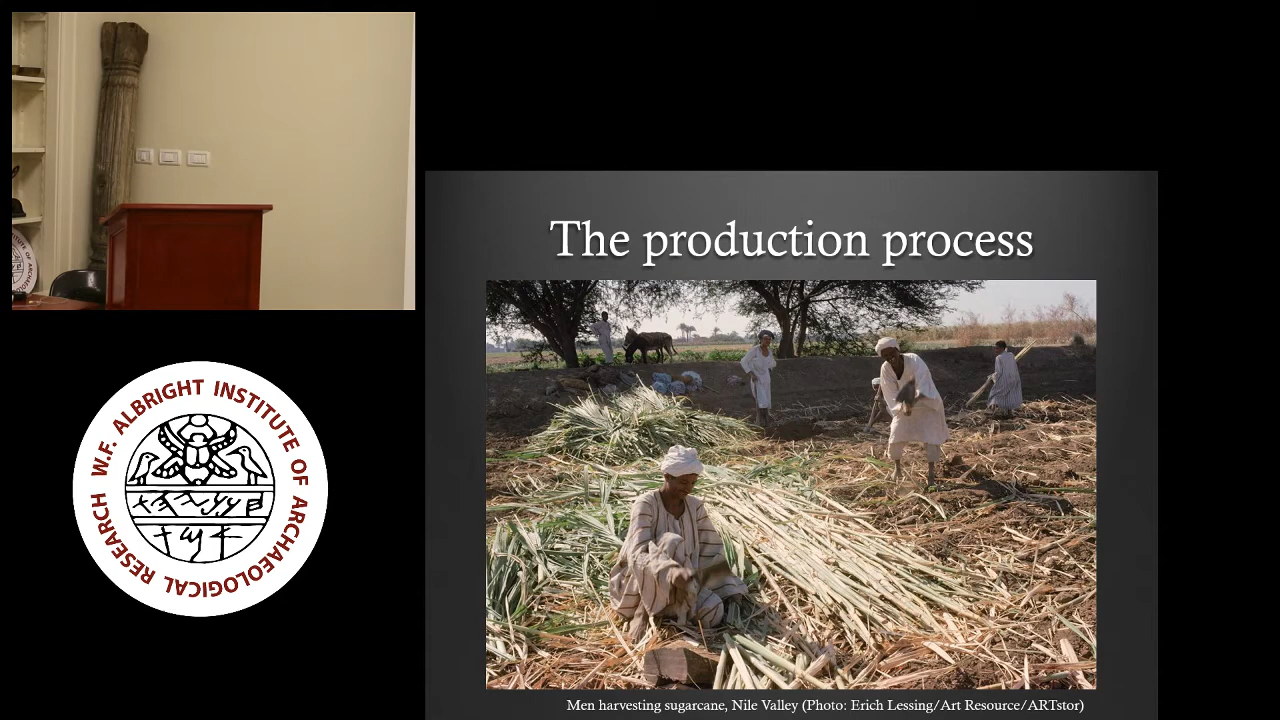 The production process
Men harvesting sugarcane, Nile Valley (Photo: Erich Lessing/Art Resource/ARTstor)
W.F. ALBRIGHT INSTITUTE OF ARCHAEOLOGICAL RESEARCH